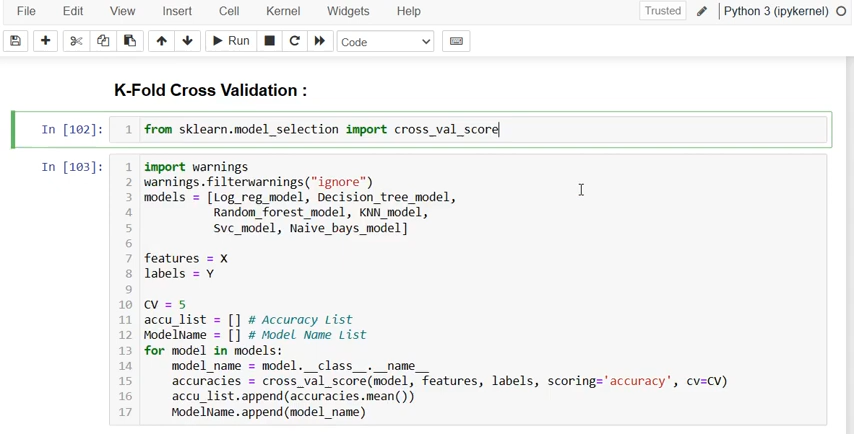 File Edit View Insert Cell Kernel Widgets Help Trusted Python 3 (ipykernel)
Run Code
K-Fold Cross Validation :
In [102]: 1 from sklearn.model_selection import cross_val_score
In [103]: 1 import warnings
2 warnings.filterwarnings("ignore")
3 models = [Log_reg_model, Decision_tree_model,
4 Random_forest_model, KNN_model,
5 Svc_model, Naive_bays_model]
6
7 features = X
8 labels = Y
9
10 CV = 5
11 accu_list = [] # Accuracy List
12 ModelName = [] # Model Name List
13 for model in models:
14 model_name = model.__class__.__name__
15 accuracies = cross_val_score(model, features, labels, scoring='accuracy', cv=CV)
16 accu_list.append(accuracies.mean())
17 ModelName.append(model_name)